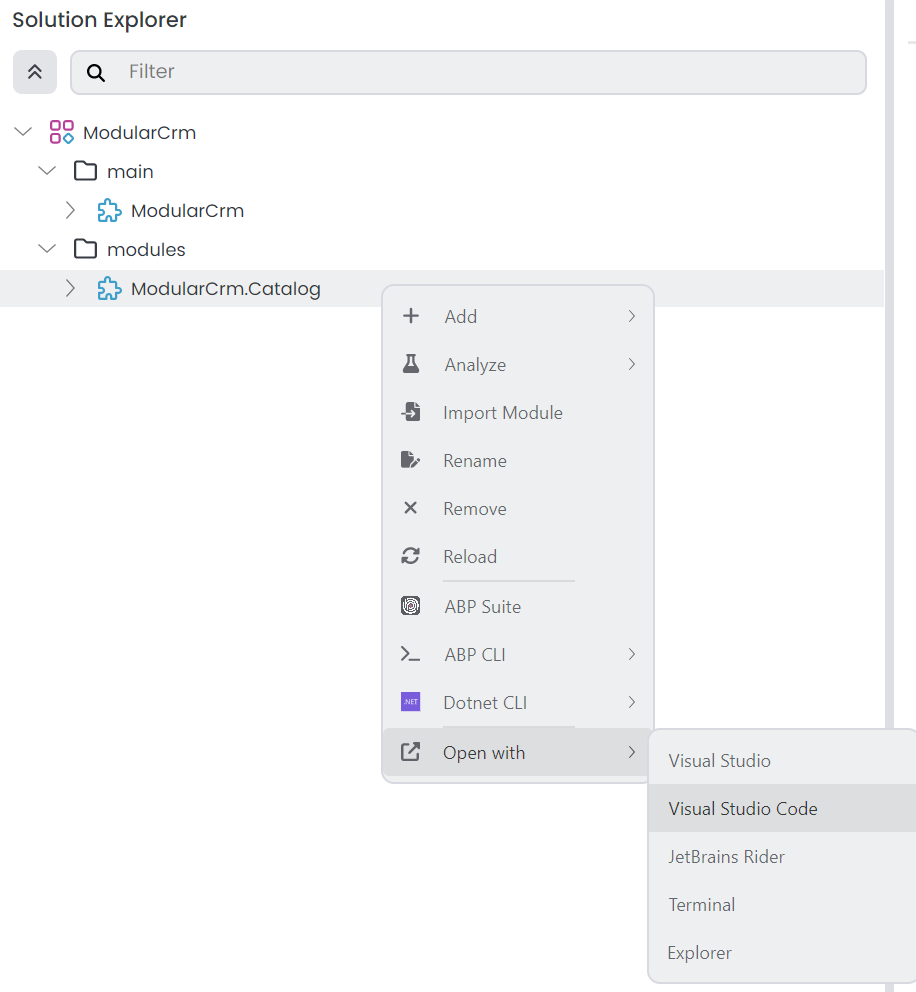 Solution Explorer
Filter
ModularCrm
main
ModularCrm
modules
ModularCrm.Catalog
Add
Analyze
Import Module
Rename
Remove
Reload
ABP Suite
ABP CLI
.NET
Dotnet CLI
Open with
Visual Studio
Visual Studio Code
JetBrains Rider
Terminal
Explorer